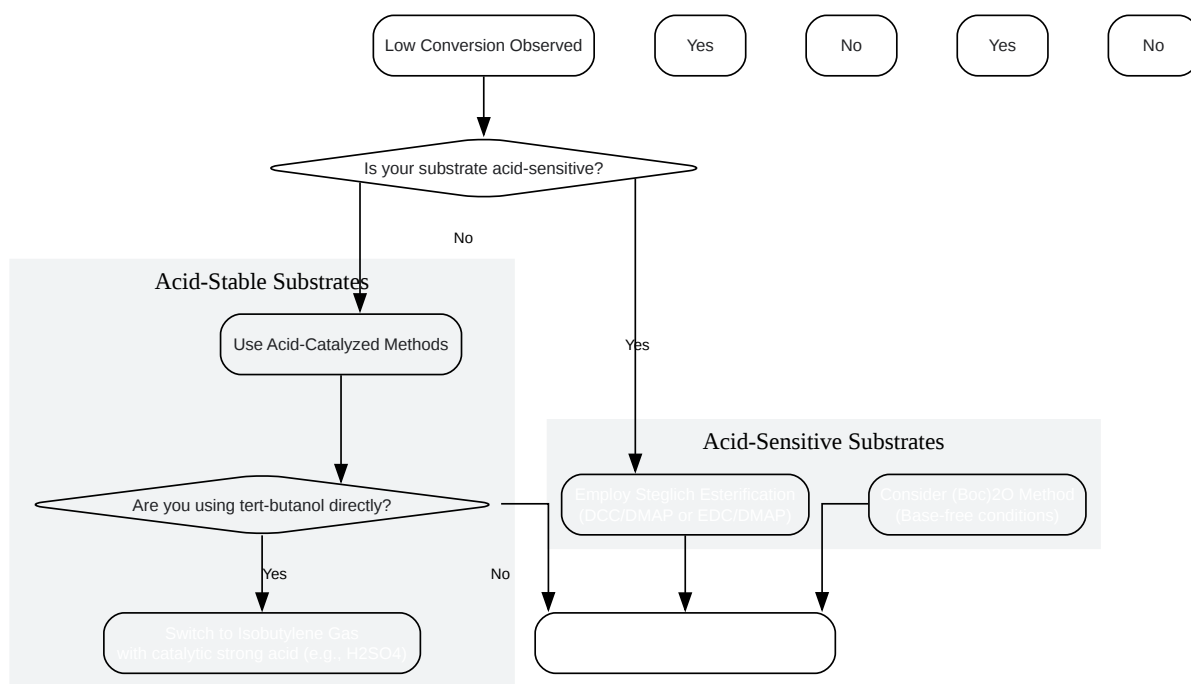 Low Conversion Observed
Yes
No
Yes
No
Is your substrate acid-sensitive?
No
Acid-Stable Substrates
Use Acid-Catalyzed Methods
Yes
Acid-Sensitive Substrates
Are you using tert-butanol directly?
Employ Steglich Esterification
(DCC/DMAP or EDC/DMAP)
Consider (Boc)2O Method
(Base-free conditions)
Yes
No
Switch to Isobutylene Gas
with catalytic strong acid (e.g., H2SO4)